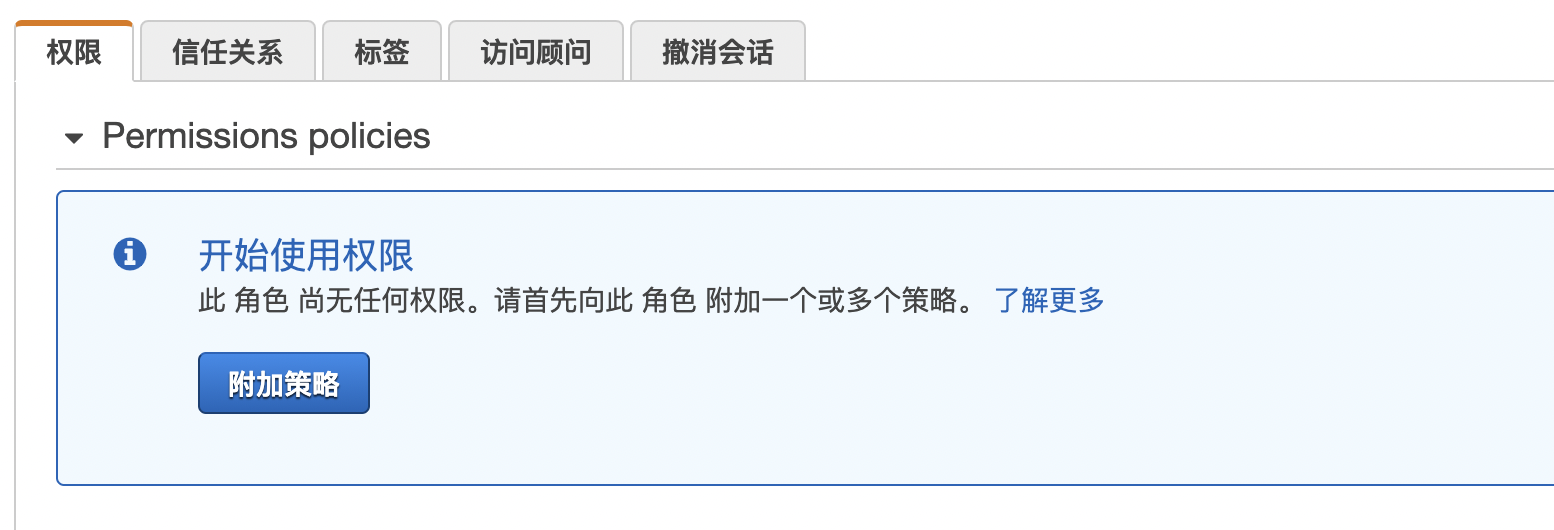 权限 信任关系 标签 访问顾问 撤消会话
Permissions policies
开始使用权限
此 角色 尚无任何权限。请首先向此 角色 附加一个或多个策略。 了解更多
附加策略